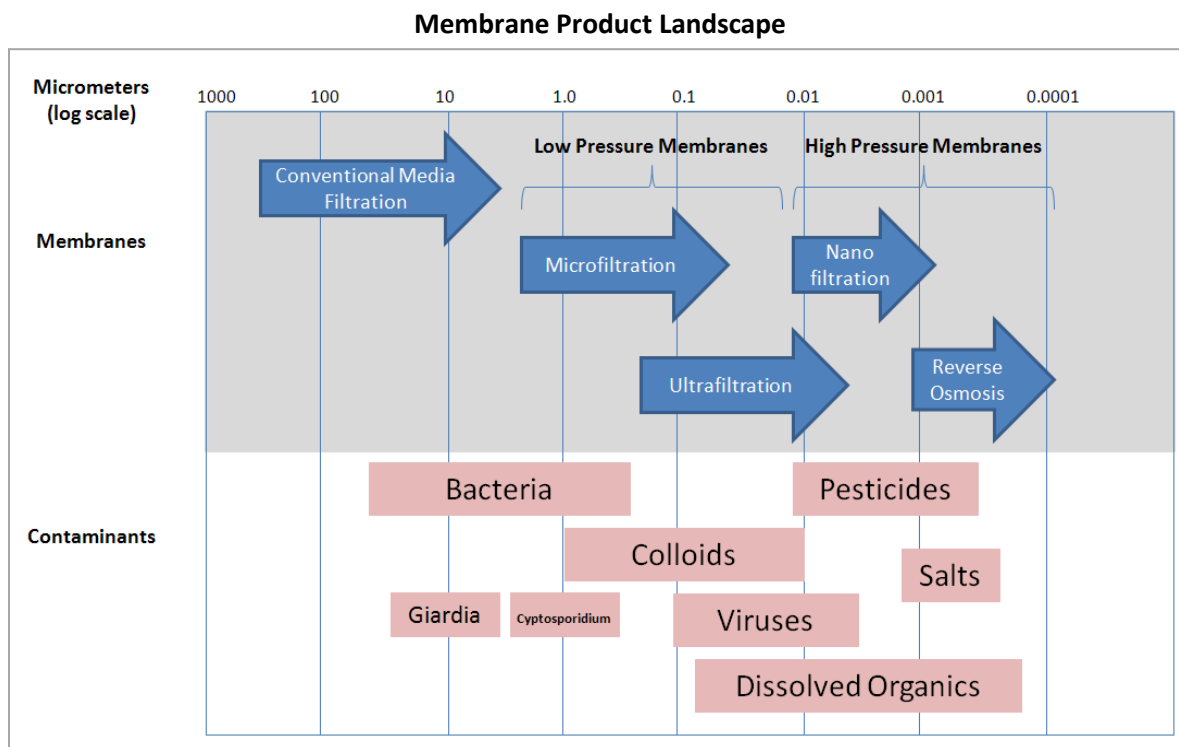 Membrane Product Landscape
Micrometers
(log scale)
1000 100 10 1.0 0.1 0.01 0.001 0.0001
Low Pressure Membranes
High Pressure Membranes
Conventional Media
Filtration
Membranes
Microfiltration
Nano
filtration
Ultrafiltration
Reverse
Osmosis
Bacteria
Pesticides
Contaminants
Colloids
Salts
Giardia
Cyptosporidium
Viruses
Dissolved Organics